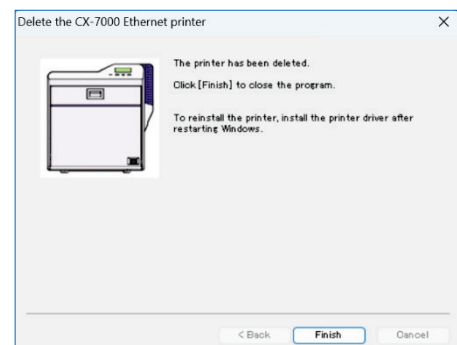 Delete the CX-7000 Ethernet printer
The printer has been deleted.
Click [Finish] to close the program.
To reinstall the printer, install the printer driver after
restarting Windows.
< Back
Finish
Cancel